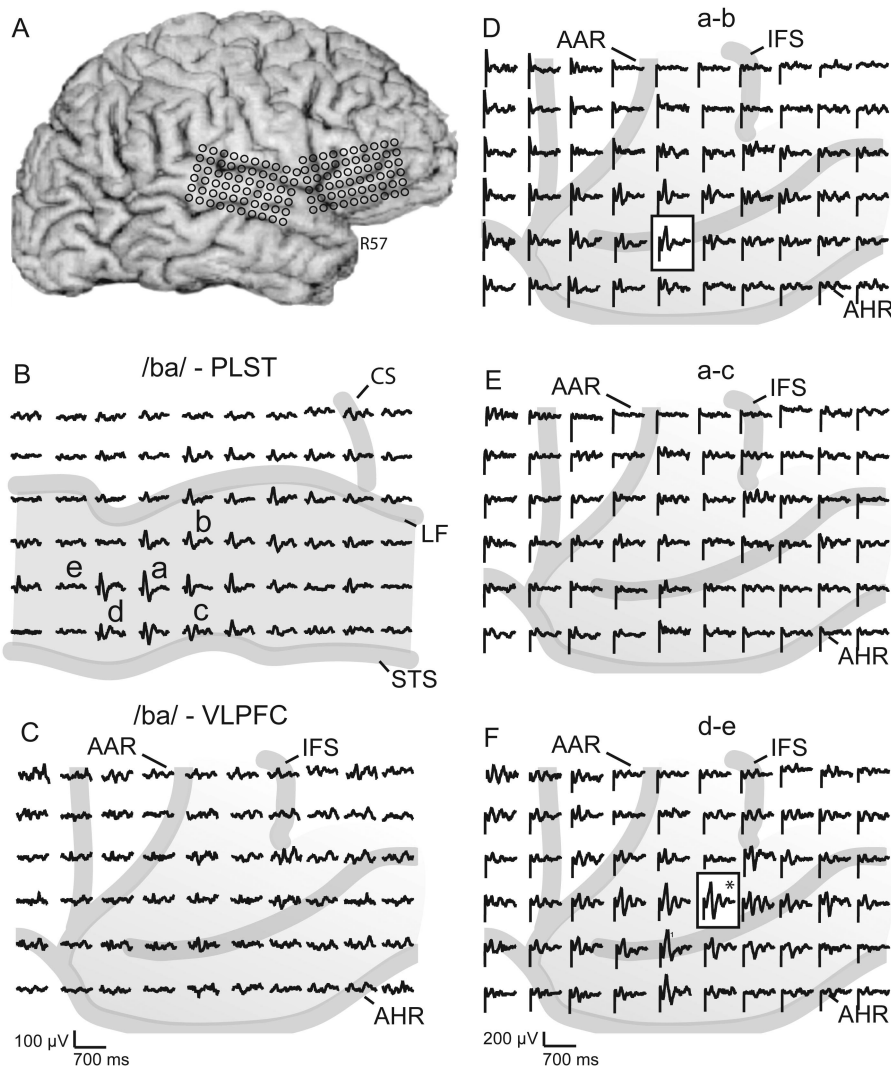 A
R57
B
/ba/ - PLST
CS
LF
b
e
a
d
c
STS
C
/ba/ - VLPFC
AAR
IFS
AHR
100 µV
700 ms
D
a-b
AAR
IFS
AHR
E
a-c
AAR
IFS
AHR
F
d-e
AAR
IFS
*
1
AHR
200 µV
700 ms